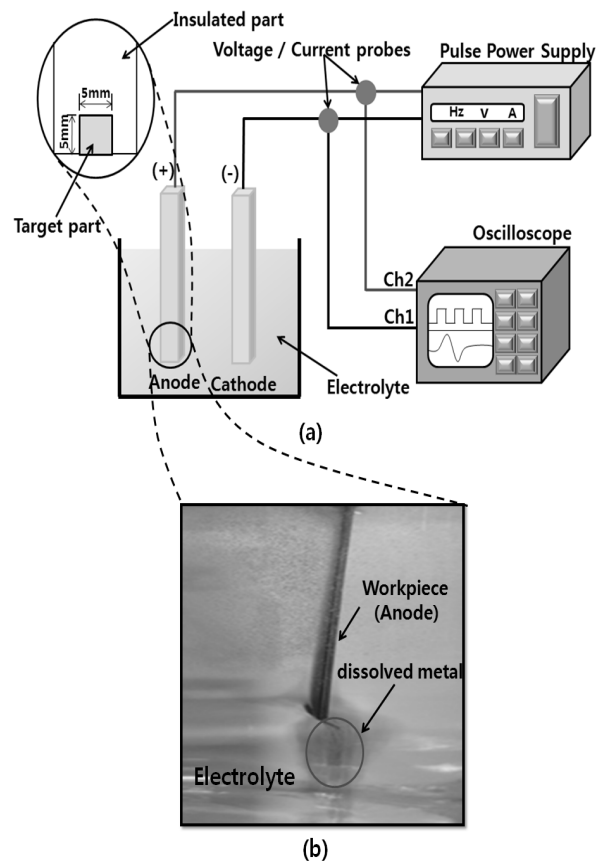 Insulated part
Voltage / Current probes
Pulse Power Supply
5mm
5mm
Hz V A
(+)
(-)
Target part
Oscilloscope
Ch2
Ch1
Anode
Cathode
Electrolyte
(a)
Workpiece
(Anode)
dissolved metal
Electrolyte
(b)